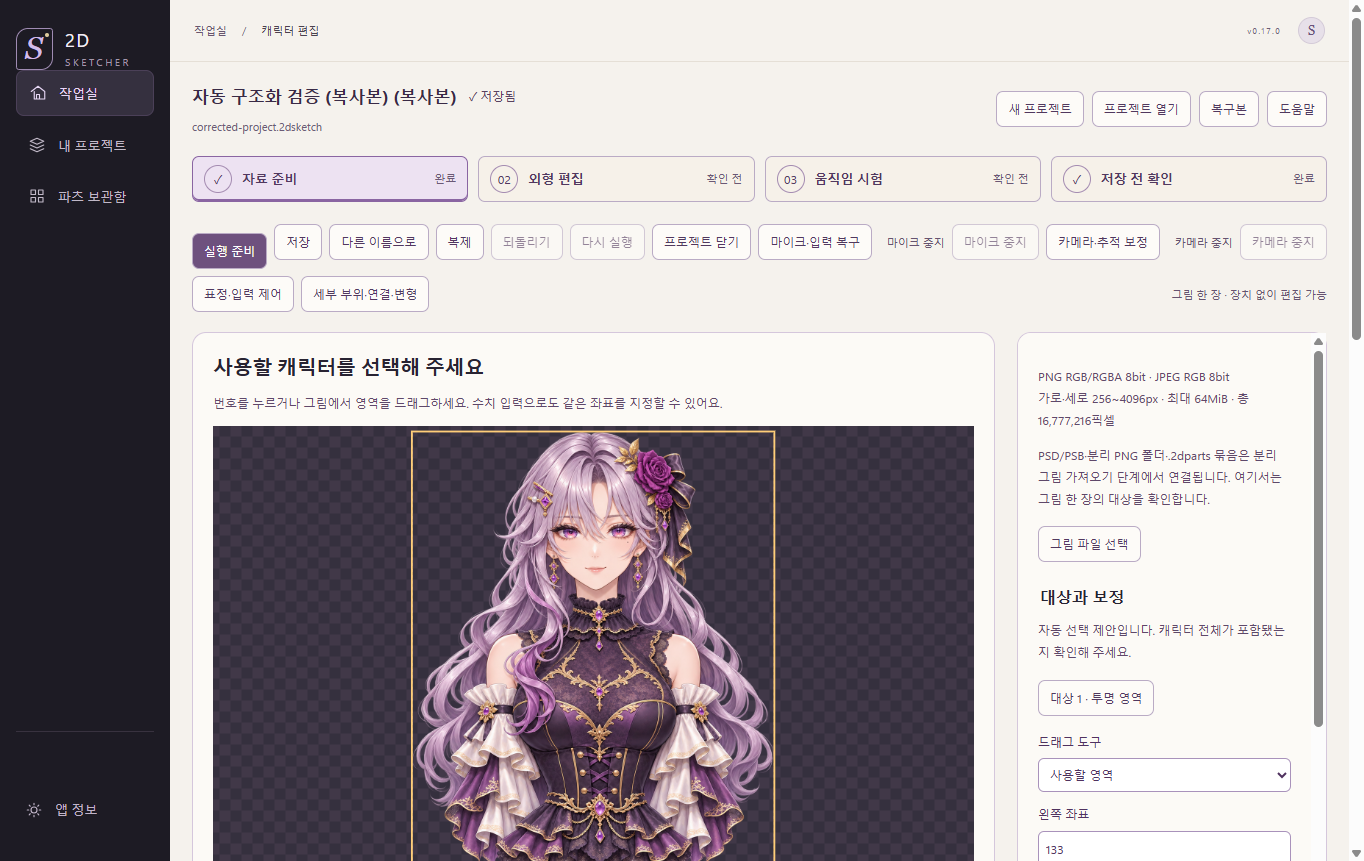 S
2D
SKETCHER
작업실
내 프로젝트
파츠 보관함
앱 정보
작업실 / 캐릭터 편집
v0.17.0
S
자동 구조화 검증 (복사본) (복사본) ✓ 저장됨
corrected-project.2dsketch
새 프로젝트
프로젝트 열기
복구본
도움말
✓ 자료 준비 완료
02 외형 편집 확인 전
03 움직임 시험 확인 전
✓ 저장 전 확인 완료
실행 준비
저장
다른 이름으로
복제
되돌리기
다시 실행
프로젝트 닫기
마이크·입력 복구
마이크 중지
마이크 중지
카메라·추적 보정
카메라 중지
카메라 중지
표정·입력 제어
세부 부위·연결·변형
그림 한 장 · 장치 없이 편집 가능
사용할 캐릭터를 선택해 주세요
번호를 누르거나 그림에서 영역을 드래그하세요. 수치 입력으로도 같은 좌표를 지정할 수 있어요.
PNG RGB/RGBA 8bit · JPEG RGB 8bit
가로·세로 256~4096px · 최대 64MiB · 총
16,777,216픽셀
PSD/PSB·분리 PNG 폴더·.2dparts 묶음은 분리
그림 가져오기 단계에서 연결됩니다. 여기서는
그림 한 장의 대상을 확인합니다.
그림 파일 선택
대상과 보정
자동 선택 제안입니다. 캐릭터 전체가 포함됐는
지 확인해 주세요.
대상 1 · 투명 영역
드래그 도구
사용할 영역
왼쪽 좌표
133